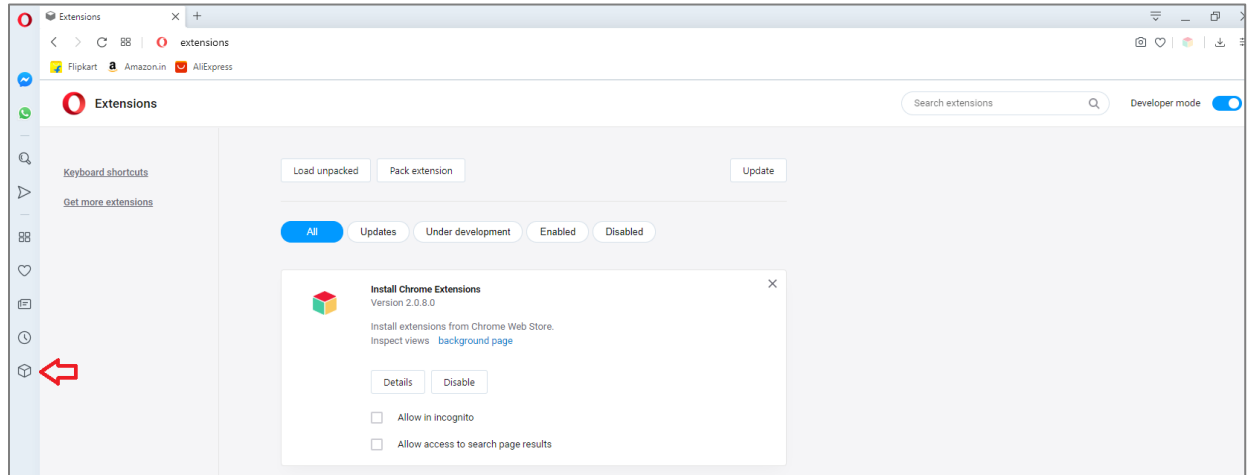 Extensions
extensions
Flipkart Amazon.in AliExpress
Extensions Search extensions Developer mode
Keyboard shortcuts
Get more extensions
Load unpacked Pack extension Update
All Updates Under development Enabled Disabled
Install Chrome Extensions
Version 2.0.8.0
Install extensions from Chrome Web Store.
Inspect views background page
Details Disable
Allow in incognito
Allow access to search page results